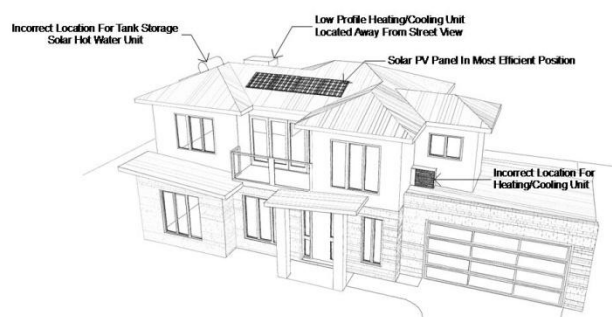 Incorrect Location For Tank Storage
Solar Hot Water Unit
Low Profile Heating/Cooling Unit
Located Away From Street View
Solar PV Panel In Most Efficient Position
Incorrect Location For
Heating/Cooling Unit